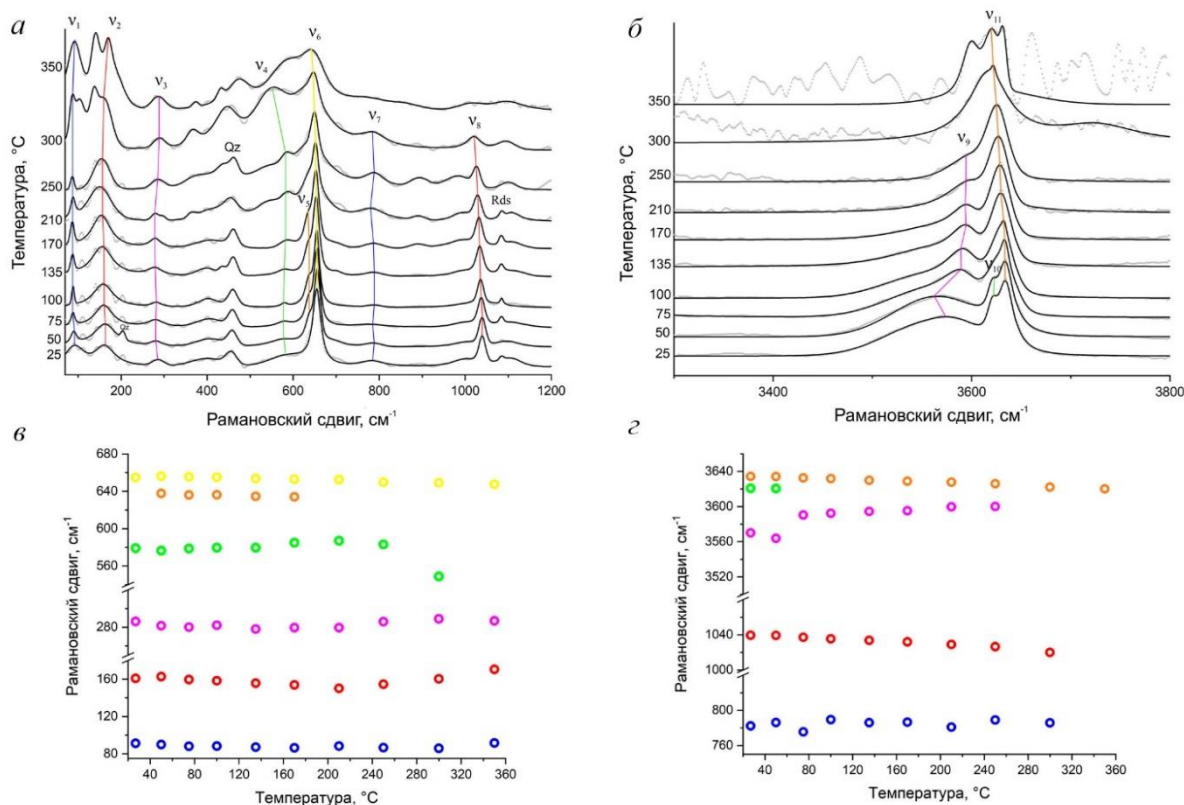 а
ν1
ν2
ν3
ν4
ν5
ν6
ν7
ν8
Qz
Qz
Rds
350
300
250
210
170
135
100
75
50
25
Температура, °C
200
400
600
800
1000
1200
Рамановский сдвиг, см-1
б
ν9
ν10
ν11
350
300
250
210
170
135
100
75
50
25
Температура, °C
3400
3600
3800
Рамановский сдвиг, см-1
в
680
640
600
560
280
160
120
80
Рамановский сдвиг, см-1
40
80
120
160
200
240
280
320
360
Температура, °C
г
3640
3600
3560
3520
1040
1000
780
760
Рамановский сдвиг, см-1
40
80
120
160
200
240
280
320
360
Температура, °C